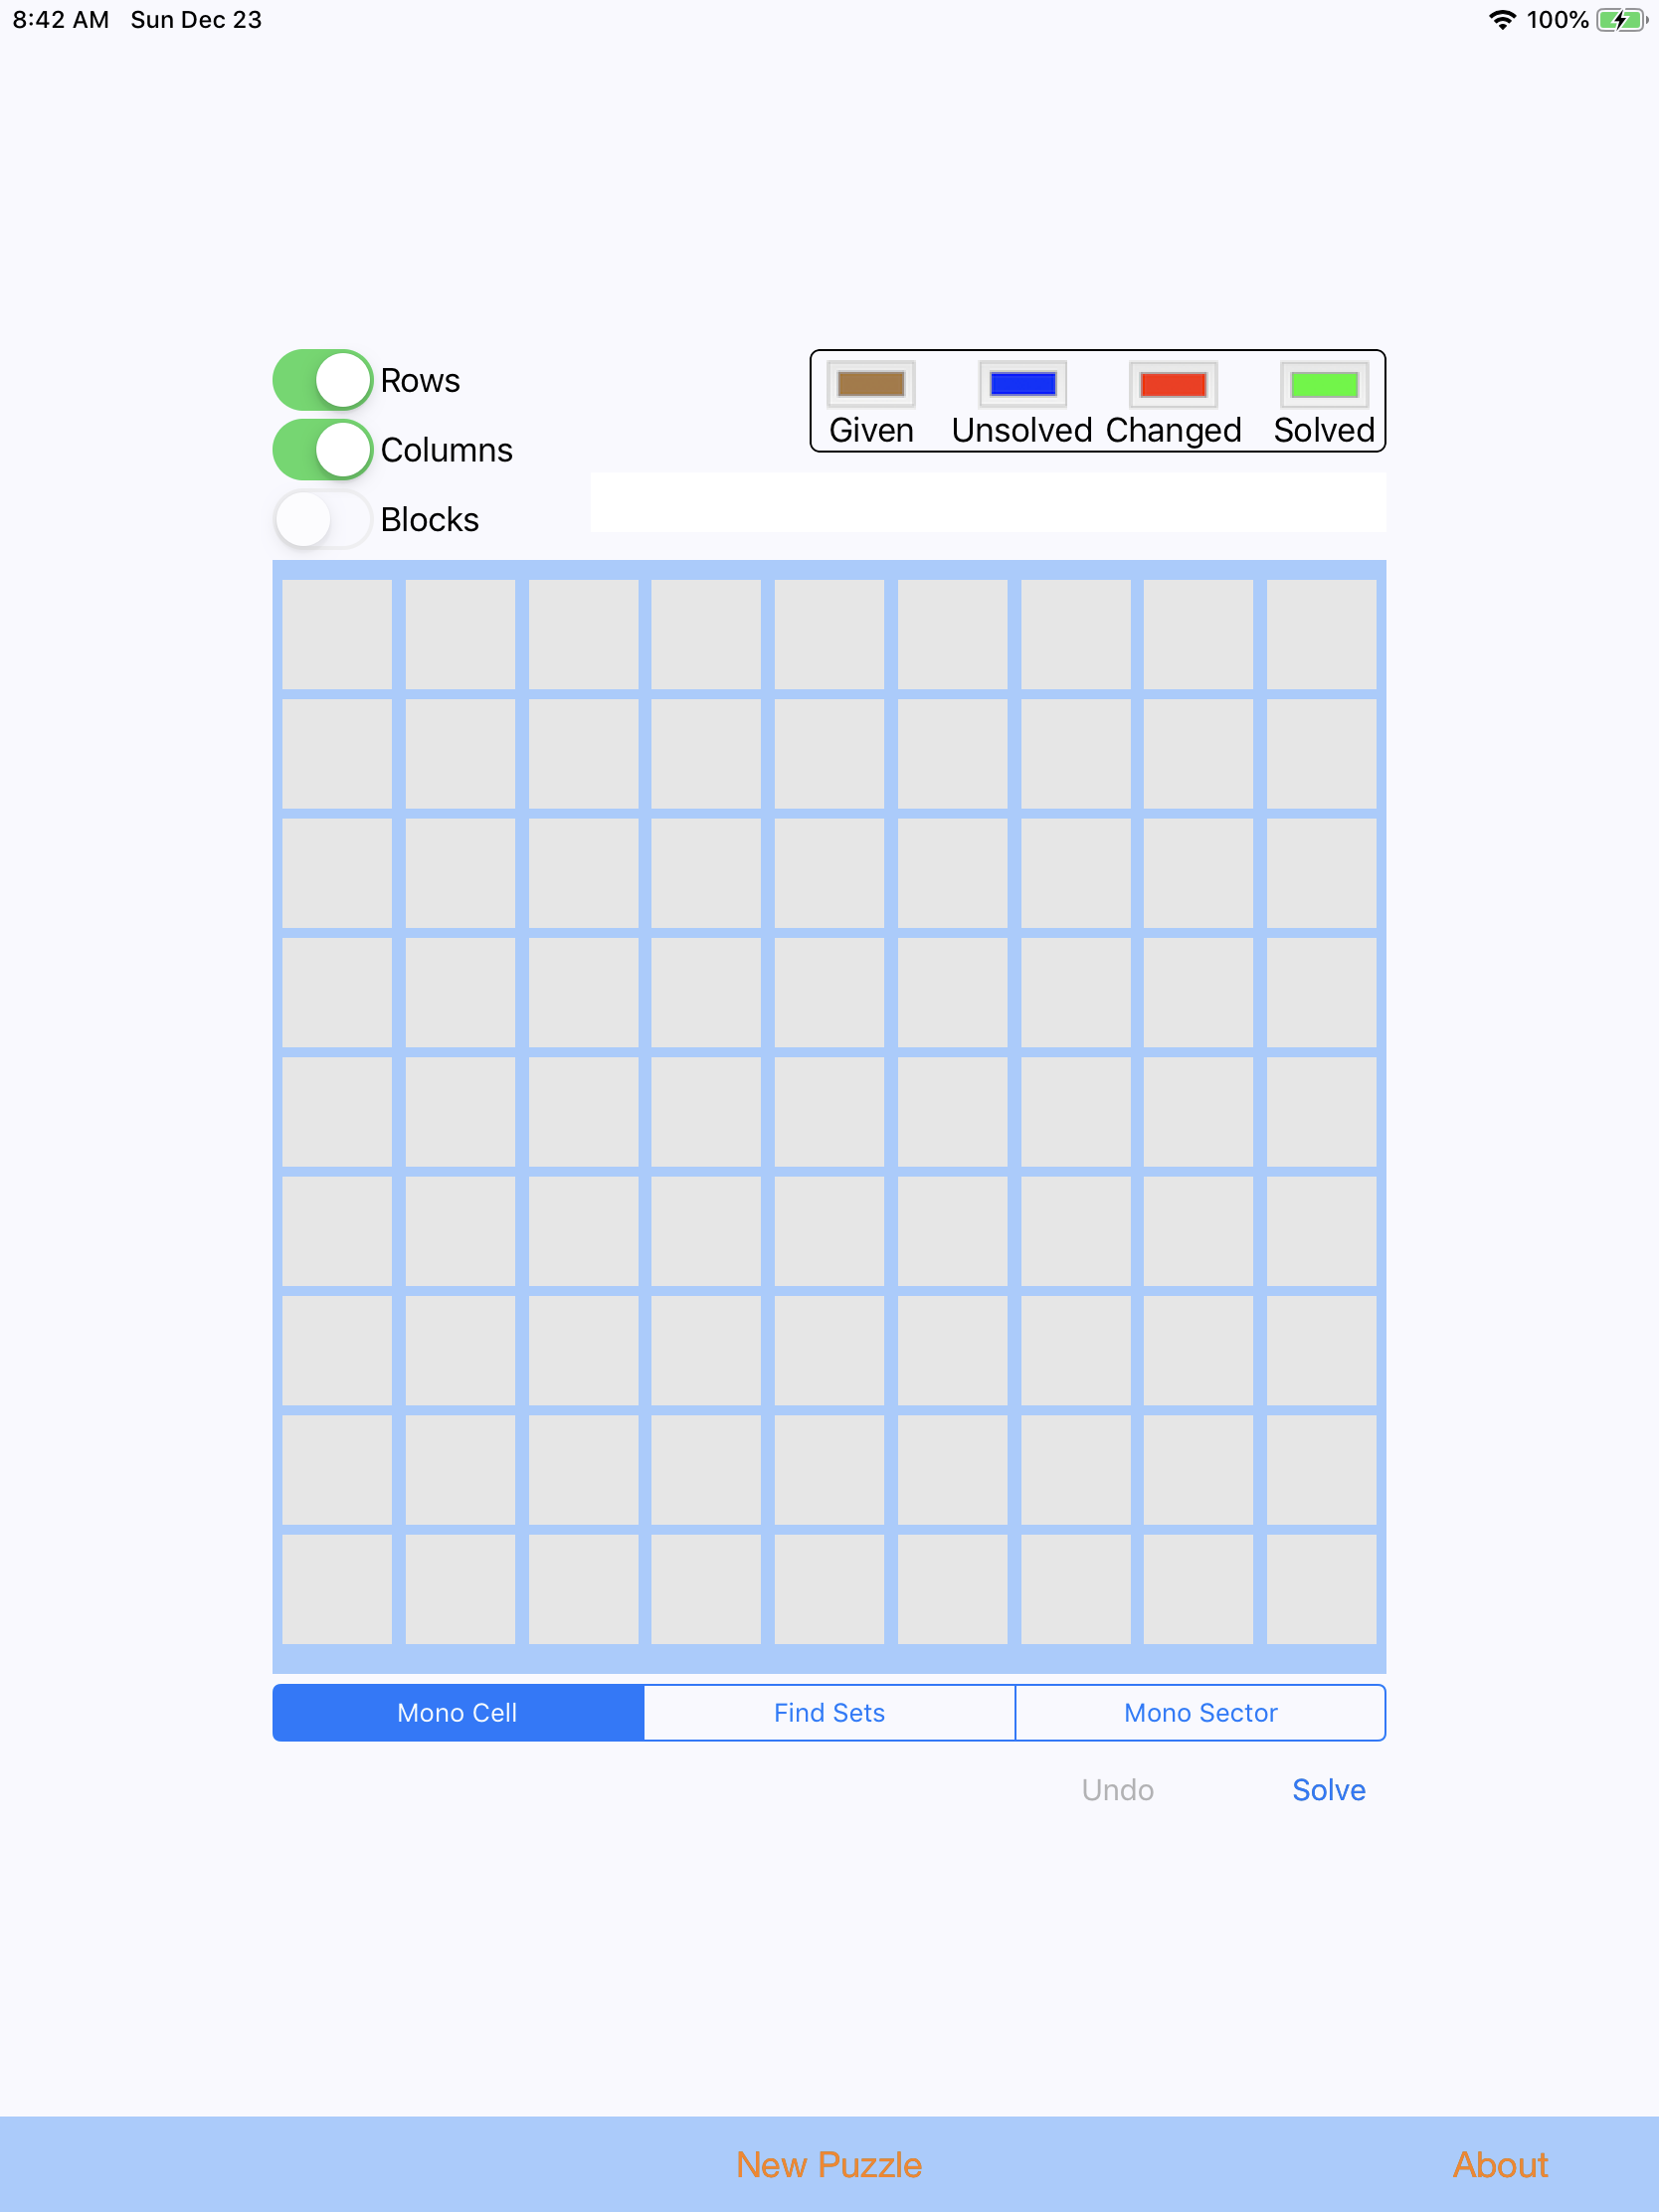 8:42 AM Sun Dec 23 100%
Rows
Columns
Blocks
Given Unsolved Changed Solved
Mono Cell Find Sets Mono Sector
Undo Solve
New Puzzle About